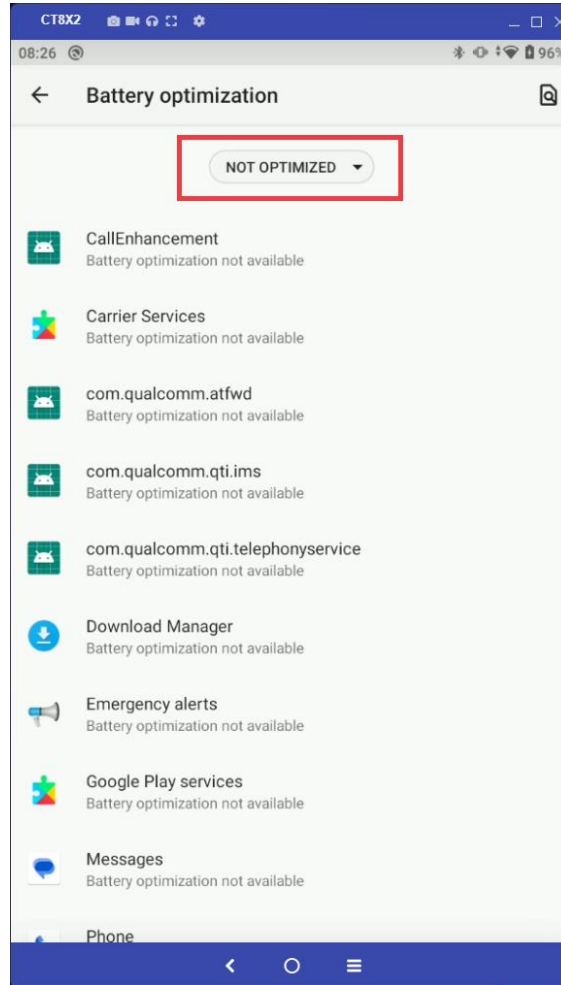 CT8X2
08:26 96%
Battery optimization
NOT OPTIMIZED
CallEnhancement
Battery optimization not available
Carrier Services
Battery optimization not available
com.qualcomm.atfwd
Battery optimization not available
com.qualcomm.qti.ims
Battery optimization not available
com.qualcomm.qti.telephonyservice
Battery optimization not available
Download Manager
Battery optimization not available
Emergency alerts
Battery optimization not available
Google Play services
Battery optimization not available
Messages
Battery optimization not available
Phone